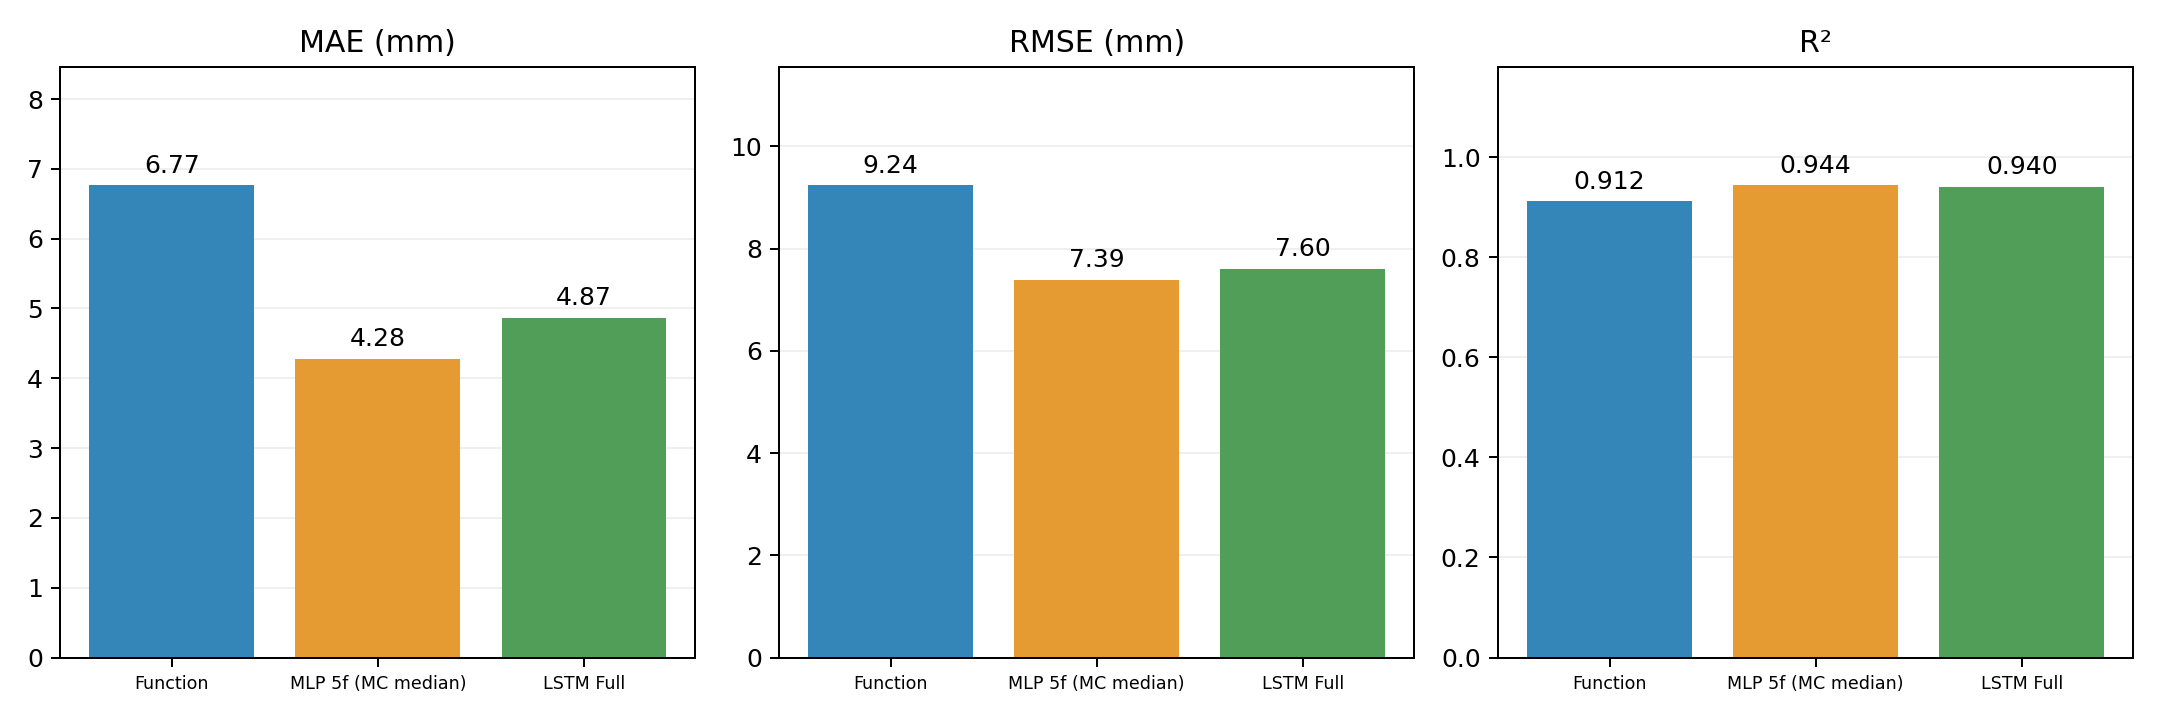 MAE (mm)
8
7
6
5
4
3
2
1
0
6.77
4.28
4.87
Function
MLP 5f (MC median)
LSTM Full
RMSE (mm)
10
8
6
4
2
0
9.24
7.39
7.60
Function
MLP 5f (MC median)
LSTM Full
R²
1.0
0.8
0.6
0.4
0.2
0.0
0.912
0.944
0.940
Function
MLP 5f (MC median)
LSTM Full